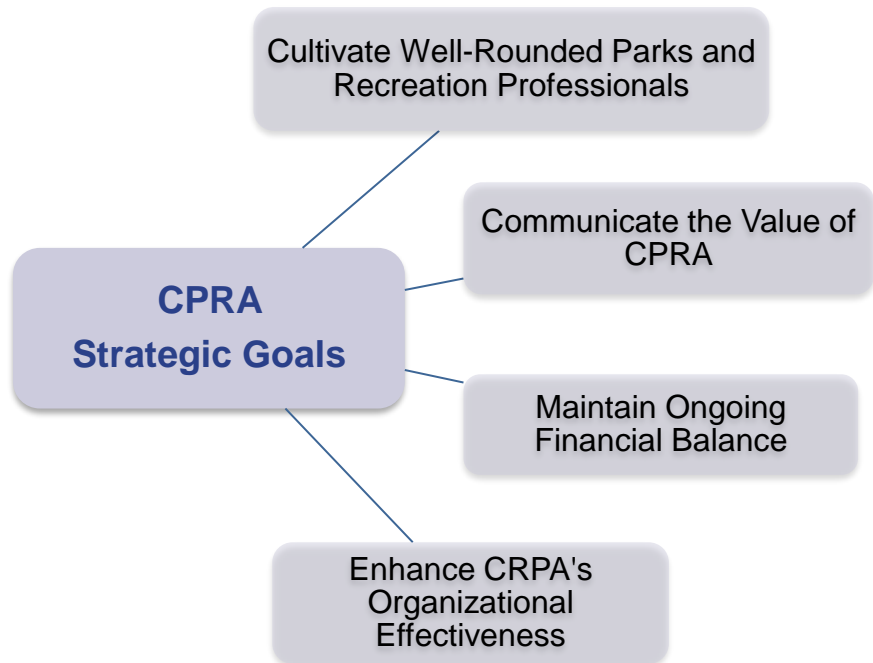 Cultivate Well-Rounded Parks and
Recreation Professionals
Communicate the Value of
CPRA
CPRA
Strategic Goals
Maintain Ongoing
Financial Balance
Enhance CRPA's
Organizational
Effectiveness